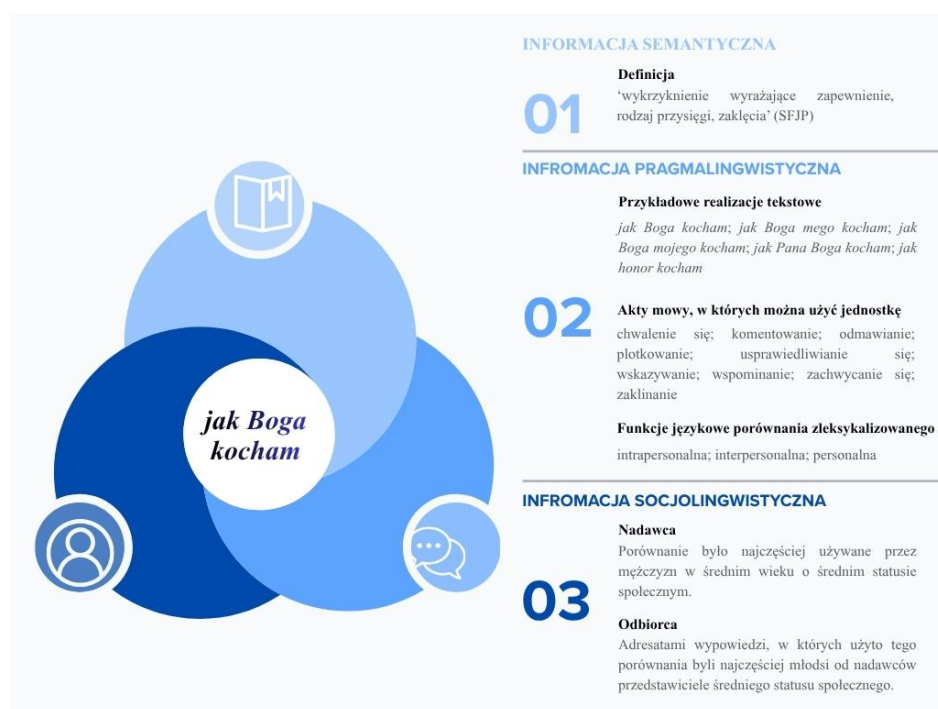 jak Boga
kocham
INFORMACJA SEMANTYCZNA
01
Definicja
‘wykrzyknienie wyrażające zapewnienie,
rodzaj przysięgi, zaklęcia’ (SFJP)
INFROMACJA PRAGMALINGWISTYCZNA
02
Przykładowe realizacje tekstowe
jak Boga kocham; jak Boga mego kocham; jak
Boga mojego kocham; jak Pana Boga kocham; jak
honor kocham
Akty mowy, w których można użyć jednostkę
chwalenie się; komentowanie; odmawianie;
plotkowanie; usprawiedliwianie się;
wskazywanie; wspominanie; zachwycanie się;
zaklinanie
Funkcje językowe porównania zleksykalizowanego
intrapersonalna; interpersonalna; personalna
INFROMACJA SOCJOLINGWISTYCZNA
03
Nadawca
Porównanie było najczęściej używane przez
mężczyzn w średnim wieku o średnim statusie
społecznym.
Odbiorca
Adresatami wypowiedzi, w których użyto tego
porównania byli najczęściej młodsi od nadawców
przedstawiciele średniego statusu społecznego.